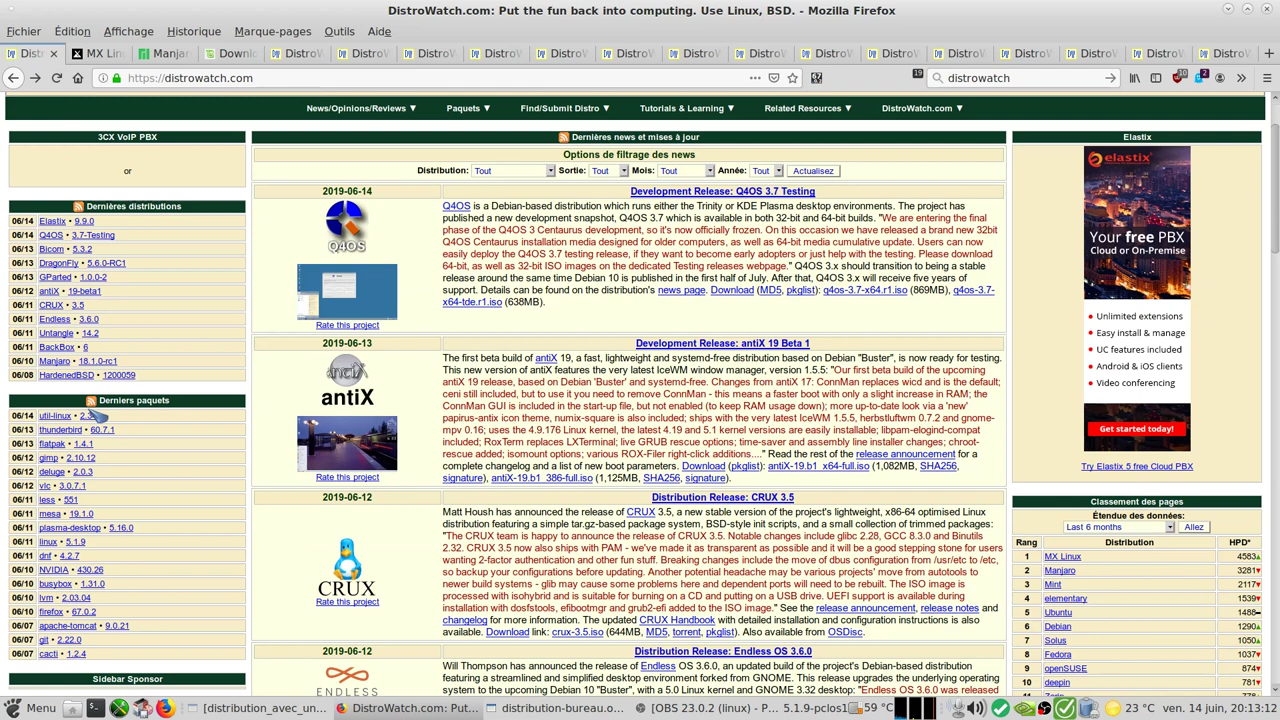 DistroWatch.com: Put the fun back into computing. Use Linux, BSD. - Mozilla Firefox
Fichier Édition Affichage Historique Marque-pages Outils Aide
Distr MX Lin Manjar Downl Distro Distro Distro Distro Distro Distro Distro Distro Distro Distro Distro Distro Distro Distro Distro
https://distrowatch.com 19 distrowatch 10 2
News/Opinions/Reviews ▼ Paquets ▼ Find/Submit Distro ▼ Tutorials & Learning ▼ Related Resources ▼ DistroWatch.com ▼
3CX VoIP PBX
or
Dernières distributions
06/14 Elastix • 9.9.0
06/14 Q4OS • 3.7-Testing
06/13 Bicom • 5.3.2
06/13 DragonFly • 5.6.0-RC1
06/13 GParted • 1.0.0-2
06/12 antiX • 19-beta1
06/11 CRUX • 3.5
06/11 Endless • 3.6.0
06/11 Untangle • 14.2
06/11 BackBox • 6
06/10 Manjaro • 18.1.0-rc1
06/08 HardenedBSD • 1200059
Derniers paquets
06/14 util-linux •
06/13 thunderbird • 60.7.1
06/13 flatpak • 1.4.1
06/12 gimp • 2.10.12
06/12 deluge • 2.0.3
06/12 vlc • 3.0.7.1
06/11 less • 551
06/11 mesa • 19.1.0
06/11 plasma-desktop • 5.16.0
06/11 linux • 5.1.9
06/11 dnf • 4.2.7
06/10 NVIDIA • 430.26
06/10 busybox • 1.31.0
06/10 lvm • 2.03.04
06/10 firefox • 67.0.2
06/07 apache-tomcat • 9.0.21
06/07 git • 2.22.0
06/07 cacti • 1.2.4
Sidebar Sponsor
Dernières news et mises à jour
Options de filtrage des news
Distribution: Tout Sortie: Tout Mois: Tout Année: Tout Actualisez
2019-06-14
Q4OS
Rate this project
Development Release: Q4OS 3.7 Testing
Q4OS is a Debian-based distribution which runs either the Trinity or KDE Plasma desktop environments. The project has
published a new development snapshot, Q4OS 3.7 which is available in both 32-bit and 64-bit builds. "We are entering the final
phase of the Q4OS 3 Centaurus development, so it's now officially frozen. On this occasion we have released a brand new 32bit
Q4OS Centaurus installation media designed for older computers, as well as 64-bit media cumulative update. Users can now
easily deploy the Q4OS 3.7 testing release, if they want to become early adopters or just help with the testing. Please download
64-bit, as well as 32-bit ISO images on the dedicated Testing releases webpage." Q4OS 3.x should transition to being a stable
release around the same time Debian 10 is published in the first half of July. After that, Q4OS 3.x will receive five years of
support. Details can be found on the distribution's news page. Download (MD5, pkglist): q4os-3.7-x64.r1.iso (869MB), q4os-3.7-
x64-tde.r1.iso (638MB).
2019-06-13
antiX
antiX
Rate this project
Development Release: antiX 19 Beta 1
The first beta build of antiX 19, a fast, lightweight and systemd-free distribution based on Debian "Buster", is now ready for testing.
This new version of antiX features the very latest IceWM window manager, version 1.5.5: "Our first beta build of the upcoming
antiX 19 release, based on Debian 'Buster' and systemd-free. Changes from antiX 17: ConnMan replaces wicd and is the default;
ceni still included, but to use it you need to remove ConnMan - this means a faster boot with only a slight increase in RAM; the
ConnMan GUI is included in the start-up file, but not enabled (to keep RAM usage down); more up-to-date look via a 'new'
papirus-antix icon theme, numix-square is also included; ships with the very latest IceWM 1.5.5, herbstluftwm 0.7.2 and gnome-
mpv 0.16; uses the 4.9.176 Linux kernel, the latest 4.19 and 5.1 kernel versions are easily installable; libpam-elogind-compat
included; RoxTerm replaces LXTerminal; live GRUB rescue options; time-saver and assembly line installer changes; chroot-
rescue added; isomount options; various ROX-Filer right-click additions...." Read the rest of the release announcement for a
complete changelog and a list of new boot parameters. Download (pkglist): antiX-19.b1_x64-full.iso (1,082MB, SHA256,
signature), antiX-19.b1_386-full.iso (1,125MB, SHA256, signature).
2019-06-12
CRUX
Rate this project
Distribution Release: CRUX 3.5
Matt Housh has announced the release of CRUX 3.5, a new stable version of the project's lightweight, x86-64 optimised Linux
distribution featuring a simple tar.gz-based package system, BSD-style init scripts, and a small collection of trimmed packages:
"The CRUX team is happy to announce the release of CRUX 3.5. Notable changes include glibc 2.28, GCC 8.3.0 and Binutils
2.32. CRUX 3.5 now also ships with PAM - we've made it as transparent as possible and it will be a good stepping stone for users
wanting 2-factor authentication and other fun stuff. Breaking changes include the move of dbus configuration from /usr/etc to /etc,
so backup your configurations before updating. Another potential headache may be various projects' move from autotools to
newer build systems - glib may cause some problems here and dependent ports will need to be rebuilt. The ISO image is
processed with isohybrid and is suitable for burning on a CD and putting on a USB drive. UEFI support is available during
installation with dosfstools, efibootmgr and grub2-efi added to the ISO image." See the release announcement, release notes and
changelog for more information. The updated CRUX Handbook with detailed installation and configuration instructions is also
available. Download link: crux-3.5.iso (644MB, MD5, torrent, pkglist). Also available from OSDisc.
2019-06-12
ENDLESS
Distribution Release: Endless OS 3.6.0
Will Thompson has announced the release of Endless OS 3.6.0, an updated build of the project's Debian-based distribution
featuring a streamlined and simplified desktop environment forked from GNOME. This release upgrades the underlying operating
system to the upcoming Debian 10 "Buster", with a 5.0 Linux kernel and GNOME 3.32 desktop: "Endless OS 3.6.0 was released
Elastix
elastix
Your free PBX
Cloud or On-Premise
Unlimited extensions
Easy install & manage
UC features included
Android & iOS clients
Video conferencing
Get started today!
Try Elastix 5 free Cloud PBX
Classement des pages
Étendue des données:
Last 6 months Allez
Rang Distribution HPD*
1 MX Linux 4583
2 Manjaro 3281
3 Mint 2117
4 elementary 1539
5 Ubuntu 1488
6 Debian 1290
7 Solus 1050
8 Fedora 1037
9 openSUSE 874
10 deepin 781
Menu [distribution_avec_un... DistroWatch.com: Put... distribution-bureau.o... [OBS 23.0.2 (linux) - P... 5.1.9-pclos1 59 °C 23 °C ven. 14 juin, 20:13:12